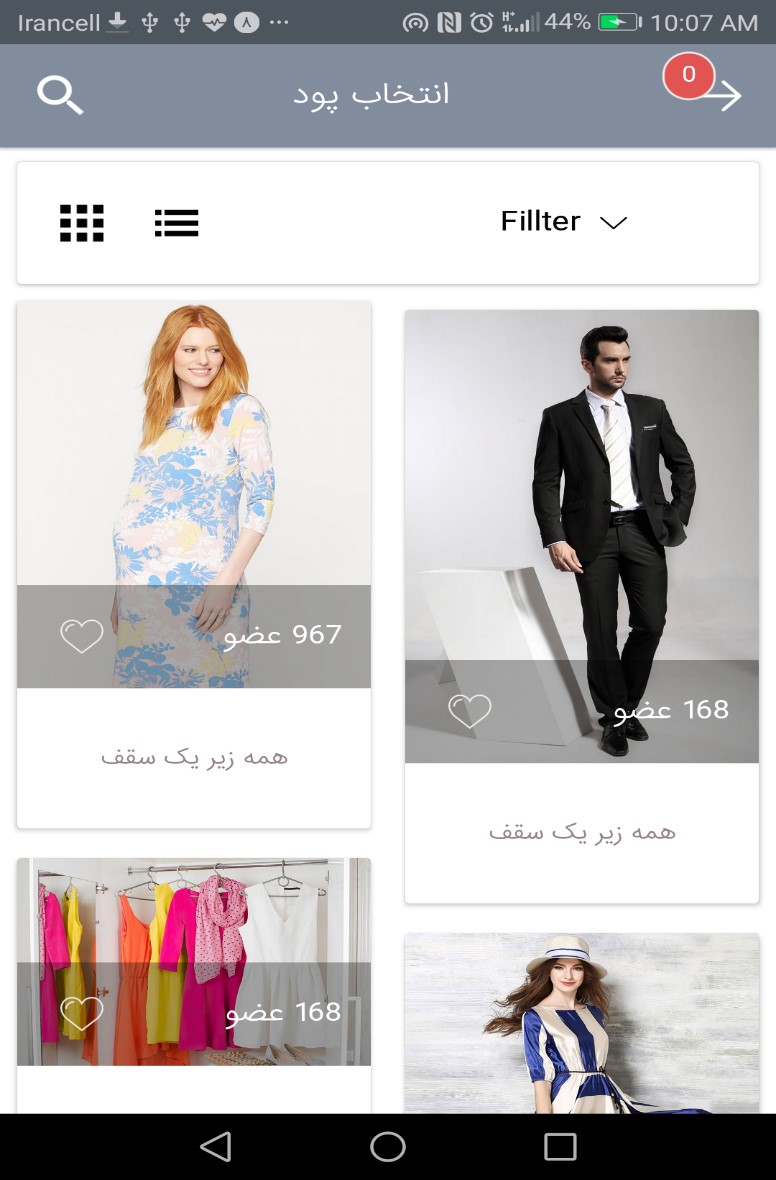 Irancell ۸ ... H+ 44% 10:07 AM
انتخاب پود
0
Fillter
967 عضو
همه زیر یک سقف
168 عضو
همه زیر یک سقف
168 عضو